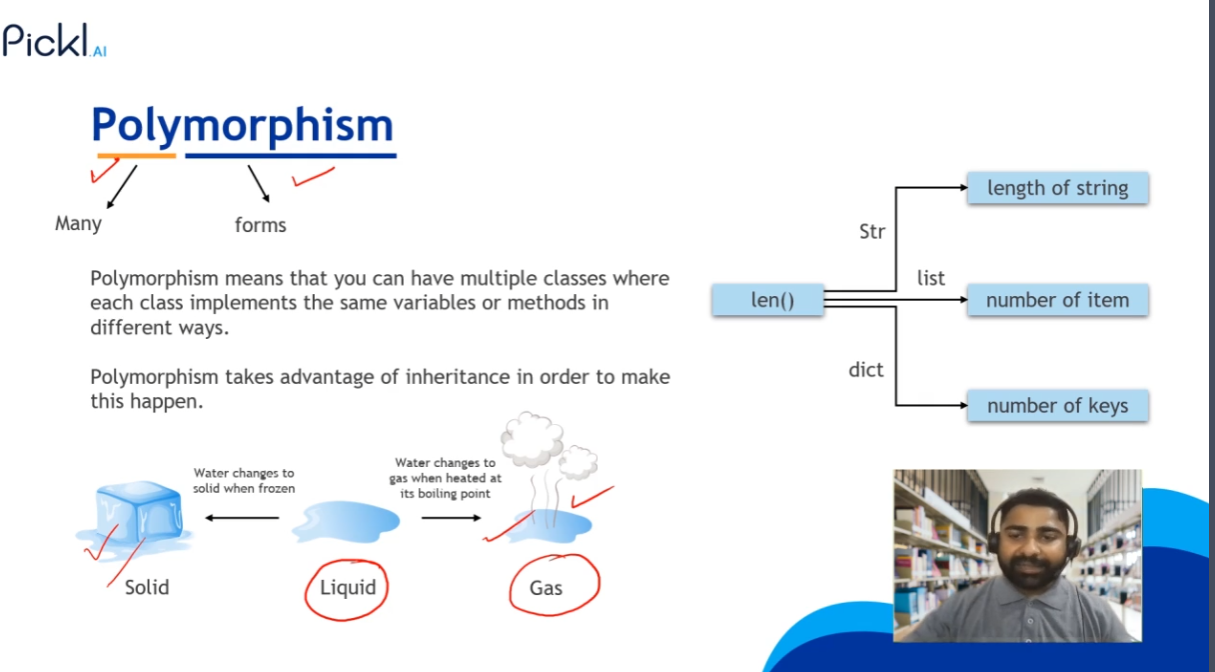 Pickl.AI
Polymorphism
Many
forms
Polymorphism means that you can have multiple classes where
each class implements the same variables or methods in
different ways.
Polymorphism takes advantage of inheritance in order to make
this happen.
Water changes to
solid when frozen
Water changes to
gas when heated at
its boiling point
Solid
Liquid
Gas
len()
Str
list
dict
length of string
number of item
number of keys